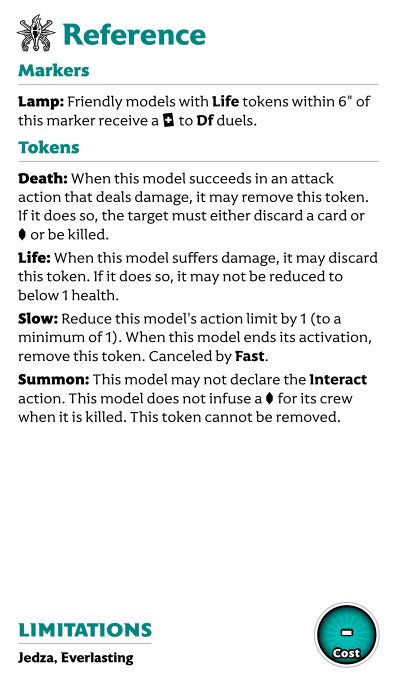 Reference
Markers
Lamp: Friendly models with Life tokens within 6" of
this marker receive a + to Df duels.
Tokens
Death: When this model succeeds in an attack
action that deals damage, it may remove this token.
If it does so, the target must either discard a card or
or be killed.
Life: When this model suffers damage, it may discard
this token. If it does so, it may not be reduced to
below 1 health.
Slow: Reduce this model's action limit by 1 (to a
minimum of 1). When this model ends its activation,
remove this token. Canceled by Fast.
Summon: This model may not declare the Interact
action. This model does not infuse a for its crew
when it is killed. This token cannot be removed.
LIMITATIONS
Jedza, Everlasting
-
Cost